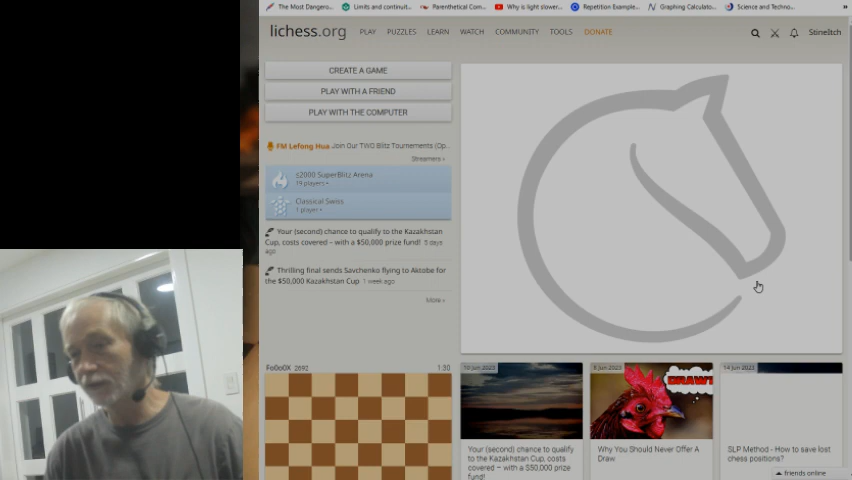 The Most Dangero...
Limits and continuit...
Parenthetical Com...
Why is light slower...
Repetition Example...
Graphing Calculato...
Science and Techno...
lichess.org
PLAY
PUZZLES
LEARN
WATCH
COMMUNITY
TOOLS
DONATE
StineItch
CREATE A GAME
PLAY WITH A FRIEND
PLAY WITH THE COMPUTER
FM Lefong Hua Join Our TWO Blitz Tournements (Op..
Streamers »
≤2000 SuperBlitz Arena
79 players •
Classical Swiss
1 player •
Your (second) chance to qualify to the Kazakhstan
Cup, costs covered – with a $50,000 prize fund! 5 days
ago
Thrilling final sends Savchenko flying to Aktobe for
the $50,000 Kazakhstan Cup 1 week ago
More »
2692
1:30
10 Jun 2023
Your (second) chance to qualify
to the Kazakhstan Cup, costs
covered – with a $50,000 prize
fund!
Jun 2023
DRAW?
Why You Should Never Offer A
Draw
14 Jun 2023
SLP Method - How to save lost
chess positions?
friends online